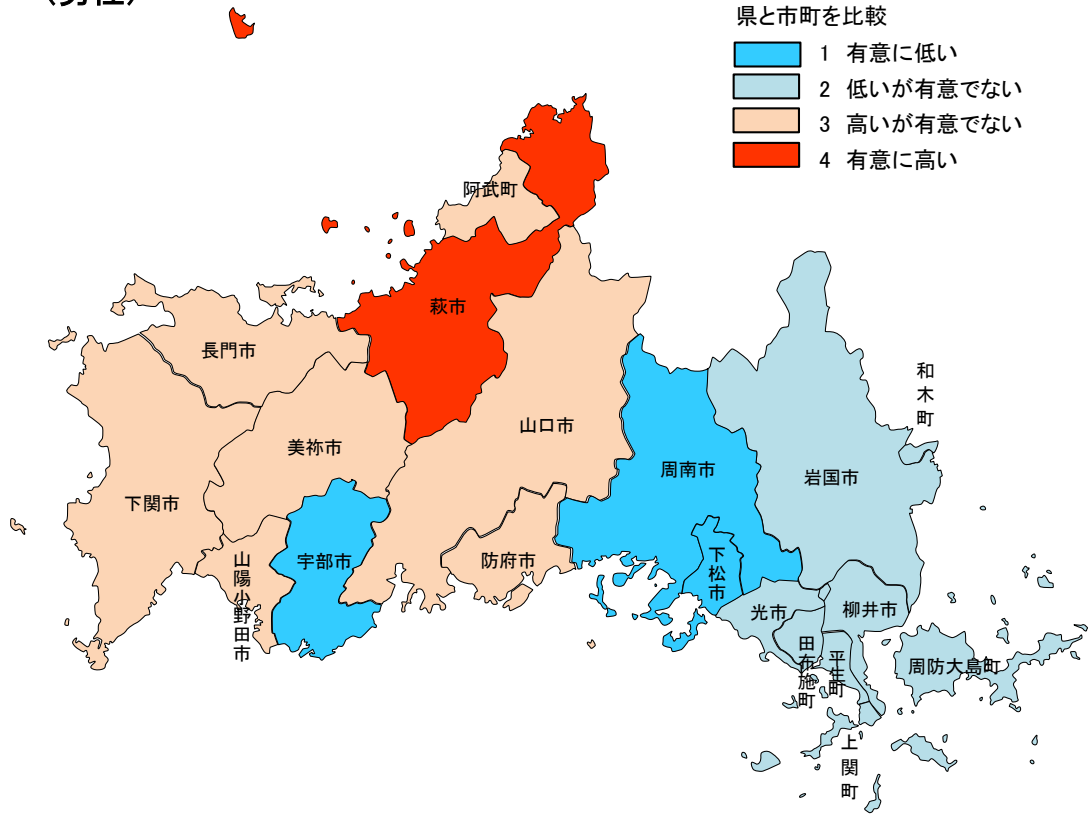 （男性）
県と市町を比較
1 有意に低い
2 低いが有意でない
3 高いが有意でない
4 有意に高い
阿武町
萩市
長門市
和木町
山口市
美祢市
周南市
岩国市
下関市
宇部市
防府市
下松市
山陽小野田市
光市
柳井市
田布施町
平生町
周防大島町
上関町